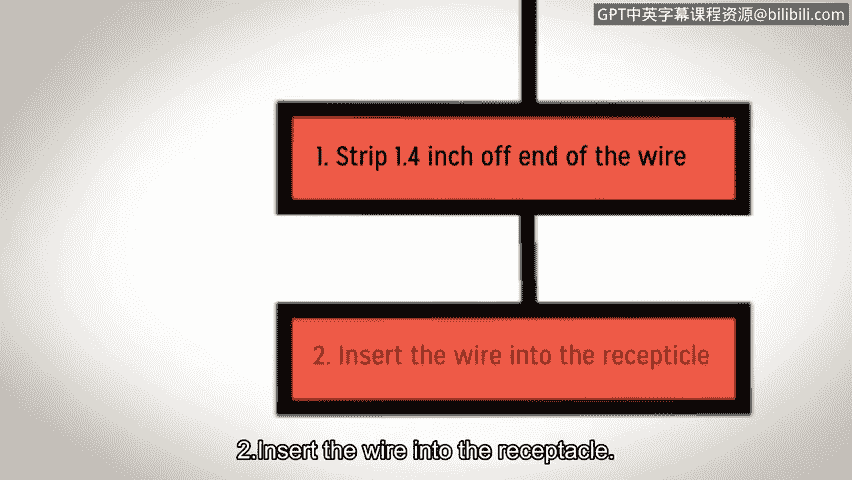 GPT中英字幕课程资源@bilibili.com
1. Strip 1.4 inch off end of the wire
2. Insert the wire into the recepticle
2.Insert the wire into the receptacle.